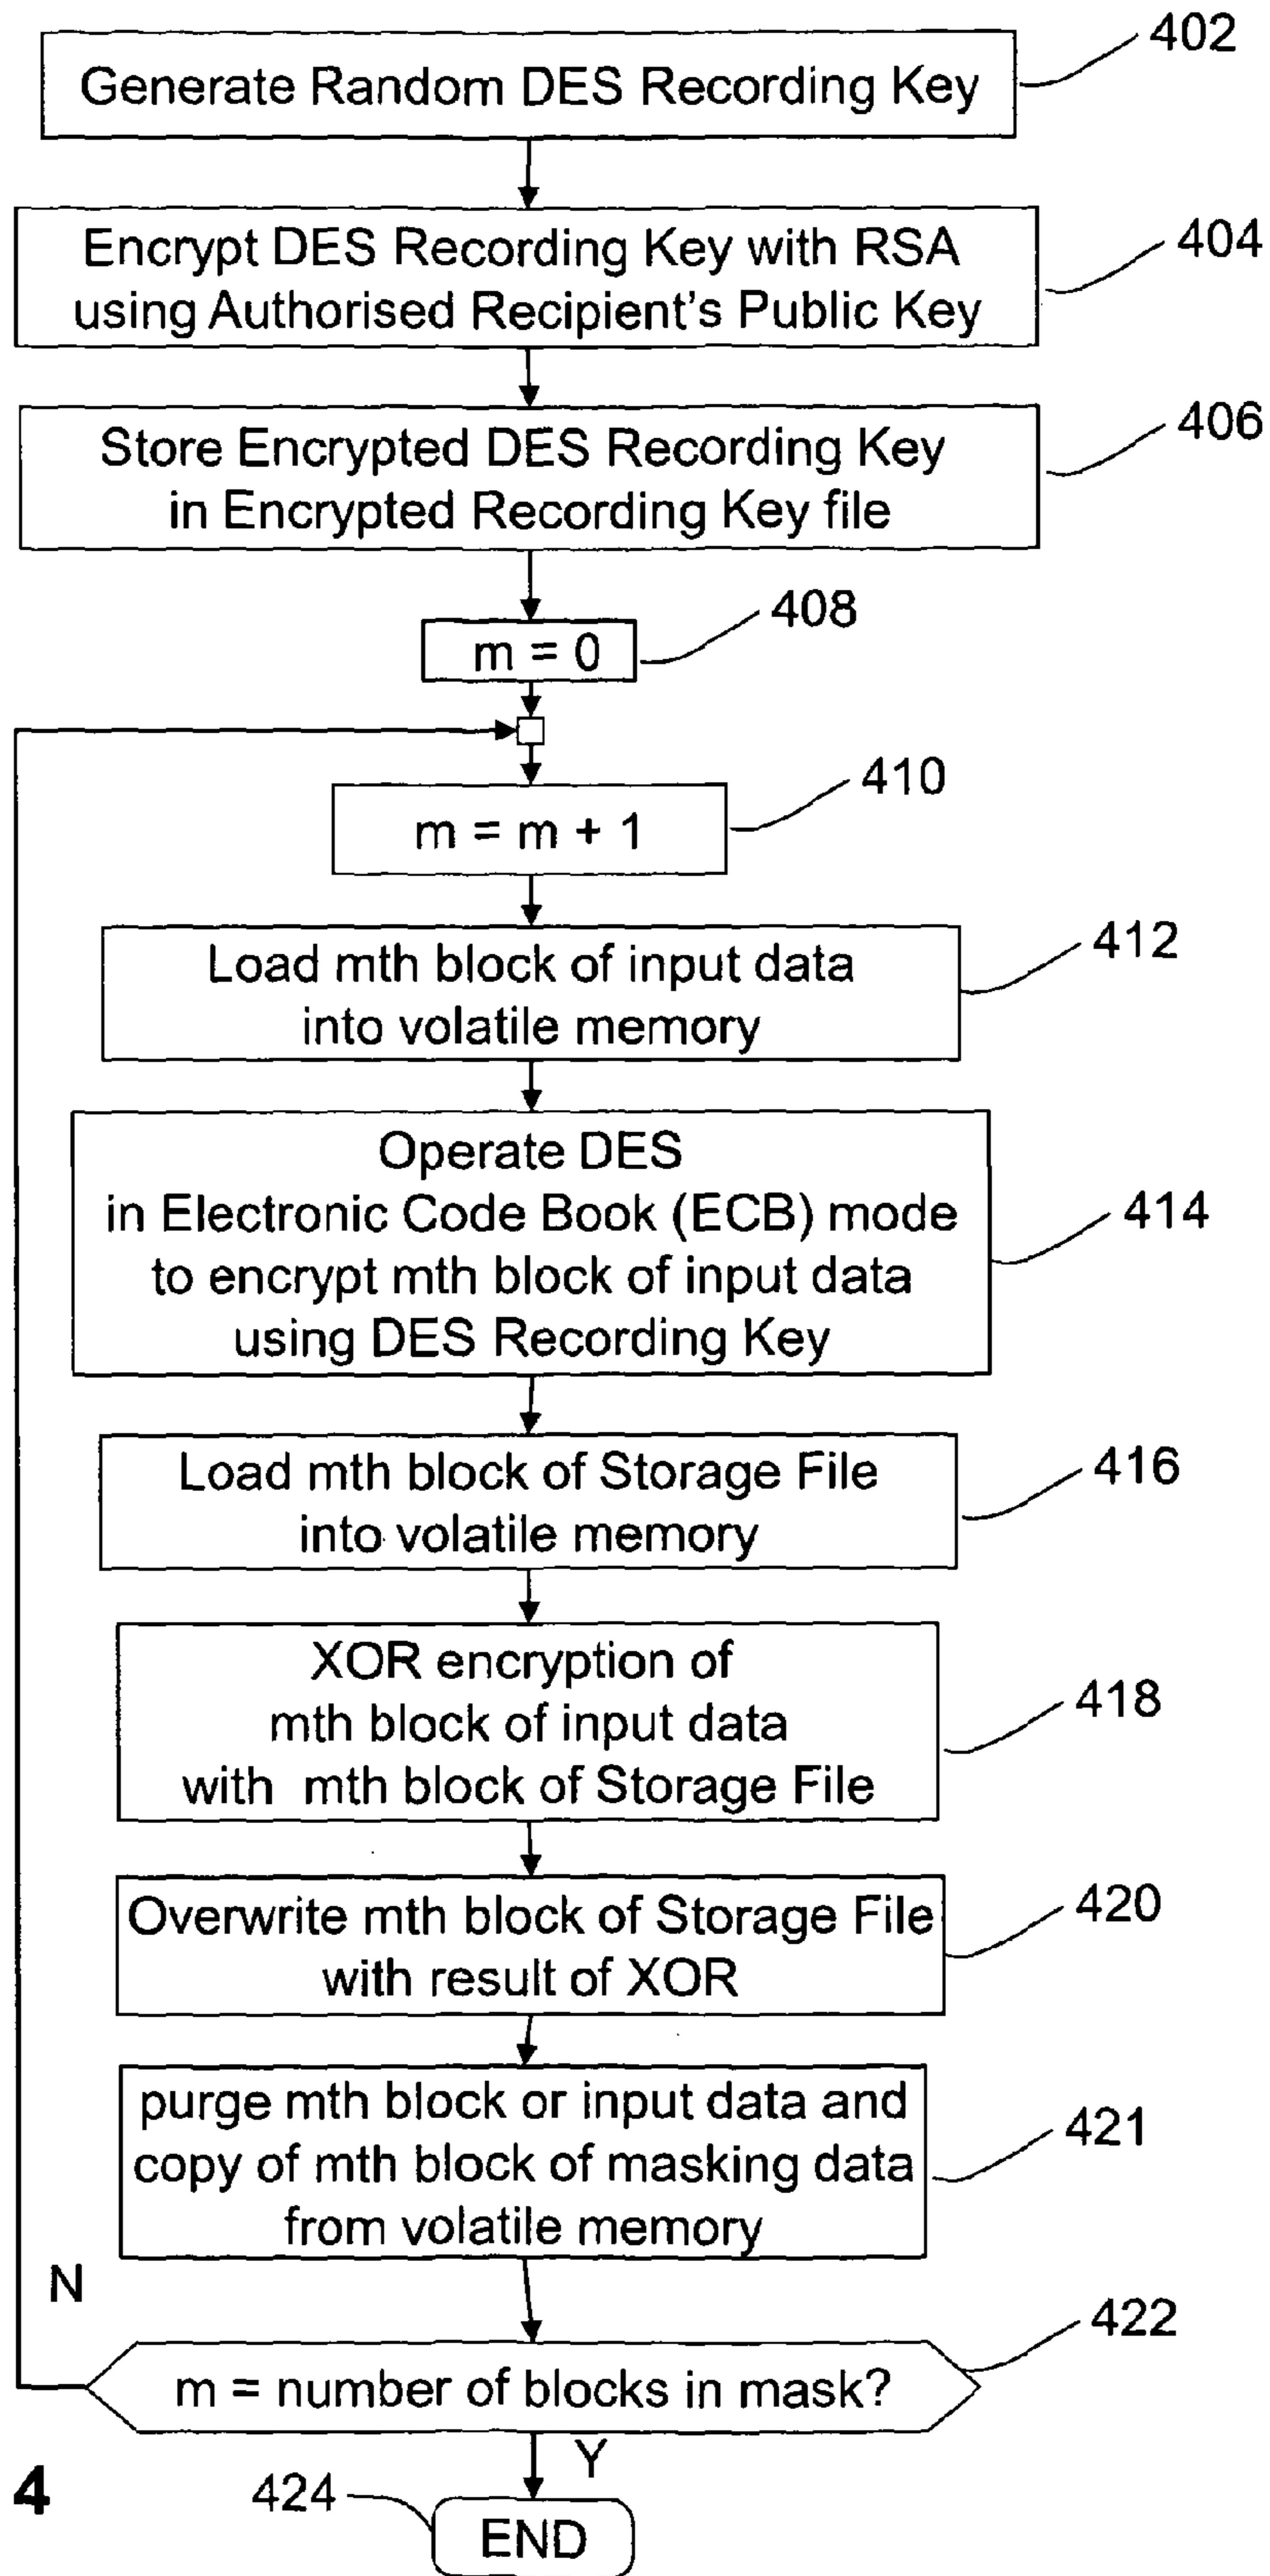 402
Generate Random DES Recording Key
404
Encrypt DES Recording Key with RSA
using Authorised Recipient's Public Key
406
Store Encrypted DES Recording Key
in Encrypted Recording Key file
408
m = 0
410
m = m + 1
412
Load mth block of input data
into volatile memory
Operate DES
in Electronic Code Book (ECB) mode
414
to encrypt mth block of input data
using DES Recording Key
416
Load mth block of Storage File
into volatile memory
XOR encryption of
418
mth block of input data
with mth block of Storage File
420
Overwrite mth block of Storage File
with result of XOR
purge mth block or input data and
421
copy of mth block of masking data
from volatile memory
N
422
m = number of blocks in mask?
Y
4
424
END